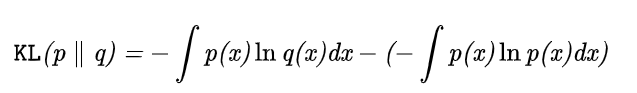 KL(p ∥ q) = − ∫ p(x) ln q(x)dx − (− ∫ p(x) ln p(x)dx)